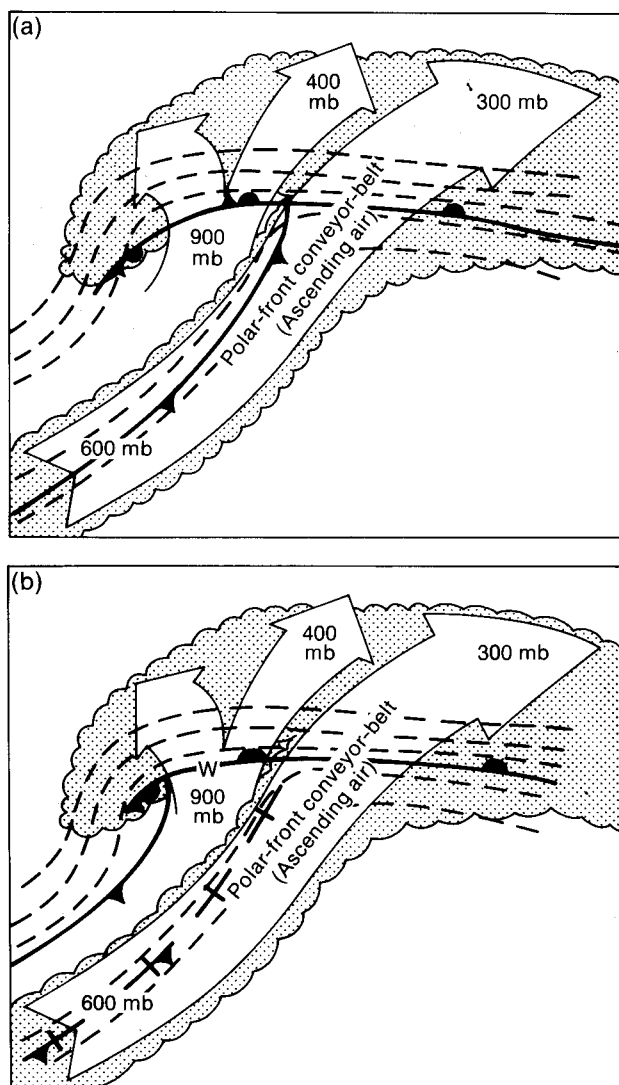 (a)
400
mb
300 mb
900
mb
Polar-front conveyor-belt
(Ascending air)
600 mb
(b)
400
mb
300 mb
W
900
mb
Polar-front conveyor-belt
(Ascending air)
600 mb